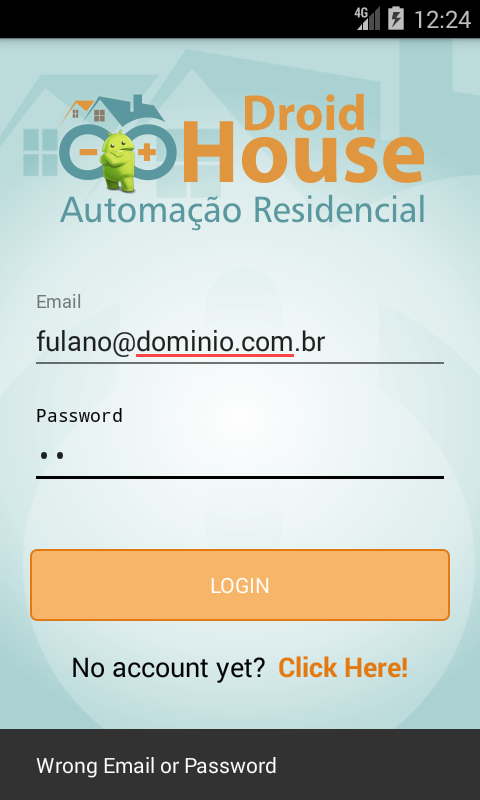 4G 12:24
Droid
House
Automação Residencial
Email
fulano@dominio.com.br
Password
••
LOGIN
No account yet? Click Here!
Wrong Email or Password